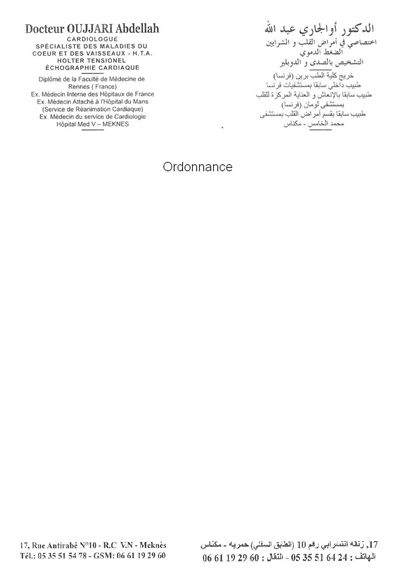 Docteur OUJJARI Abdellah
CARDIOLOGUE
SPÉCIALISTE DES MALADIES DU
COEUR ET DES VAISSEAUX - H.T.A.
HOLTER TENSIONEL
ÉCHOGRAPHIE CARDIAQUE
Diplômé de la Faculté de Médecine de
Rennes ( France)
Ex. Médecin Interne des Hôpitaux de France
Ex. Médecin Attaché à l'Hôpital du Mans
(Service de Réanimation Cardiaque)
Ex. Médecin du service de Cardiologie
Hôpital Med V – MEKNES
الدكتور أوالجاري عبد الله
اختصاصي في أمراض القلب و الشرايين
الضغط الدموي
التشخيص بالصدى و الدوبلير
خريج كلية الطب برين (فرنسا)
طبيب داخلي سابقا بمستشفيات فرنسا
طبيب سابقا بالإنعاش و العناية المركزة للقلب
بمستشفى لومان (فرنسا)
طبيب سابقا بقسم أمراض القلب بمستشفى
محمد الخامس - مكناس
Ordonnance
17, Rue Antirabé N°10 - R.C V.N - Meknès
Tél.: 05 35 51 54 78 - GSM: 06 61 19 29 60
17، زنقة انتسرابي رقم 10 (الطابق السفلي) حمرية - مكناس
الهاتف : 05 35 51 64 24 - النقال : 06 61 19 29 60